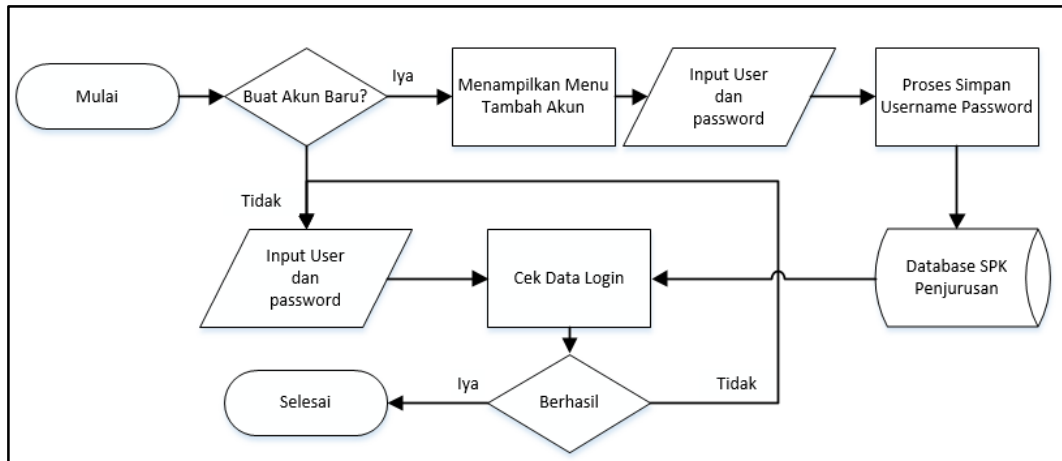 Mulai
Buat Akun Baru?
Iya
Menampilkan Menu
Tambah Akun
Input User
dan
password
Proses Simpan
Username Password
Tidak
Input User
dan
password
Cek Data Login
Database SPK
Penjurusan
Selesai
Iya
Berhasil
Tidak